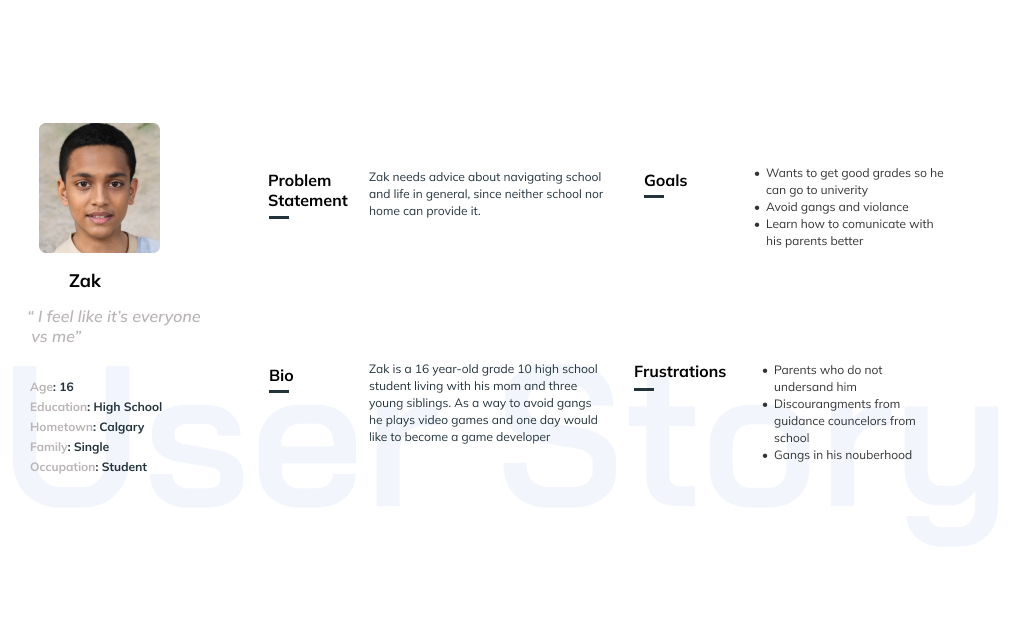 Zak
“ I feel like it’s everyone
vs me”
Age: 16
Education: High School
Hometown: Calgary
Family: Single
Occupation: Student
Problem
Statement
Zak needs advice about navigating school
and life in general, since neither school nor
home can provide it.
Bio
Zak is a 16 year-old grade 10 high school
student living with his mom and three
young siblings. As a way to avoid gangs
he plays video games and one day would
like to become a game developer
Goals
• Wants to get good grades so he
can go to univerity
• Avoid gangs and violance
• Learn how to comunicate with
his parents better
Frustrations
• Parents who do not
undersand him
• Discourangments from
guidance councelors from
school
• Gangs in his nouberhood
User Story